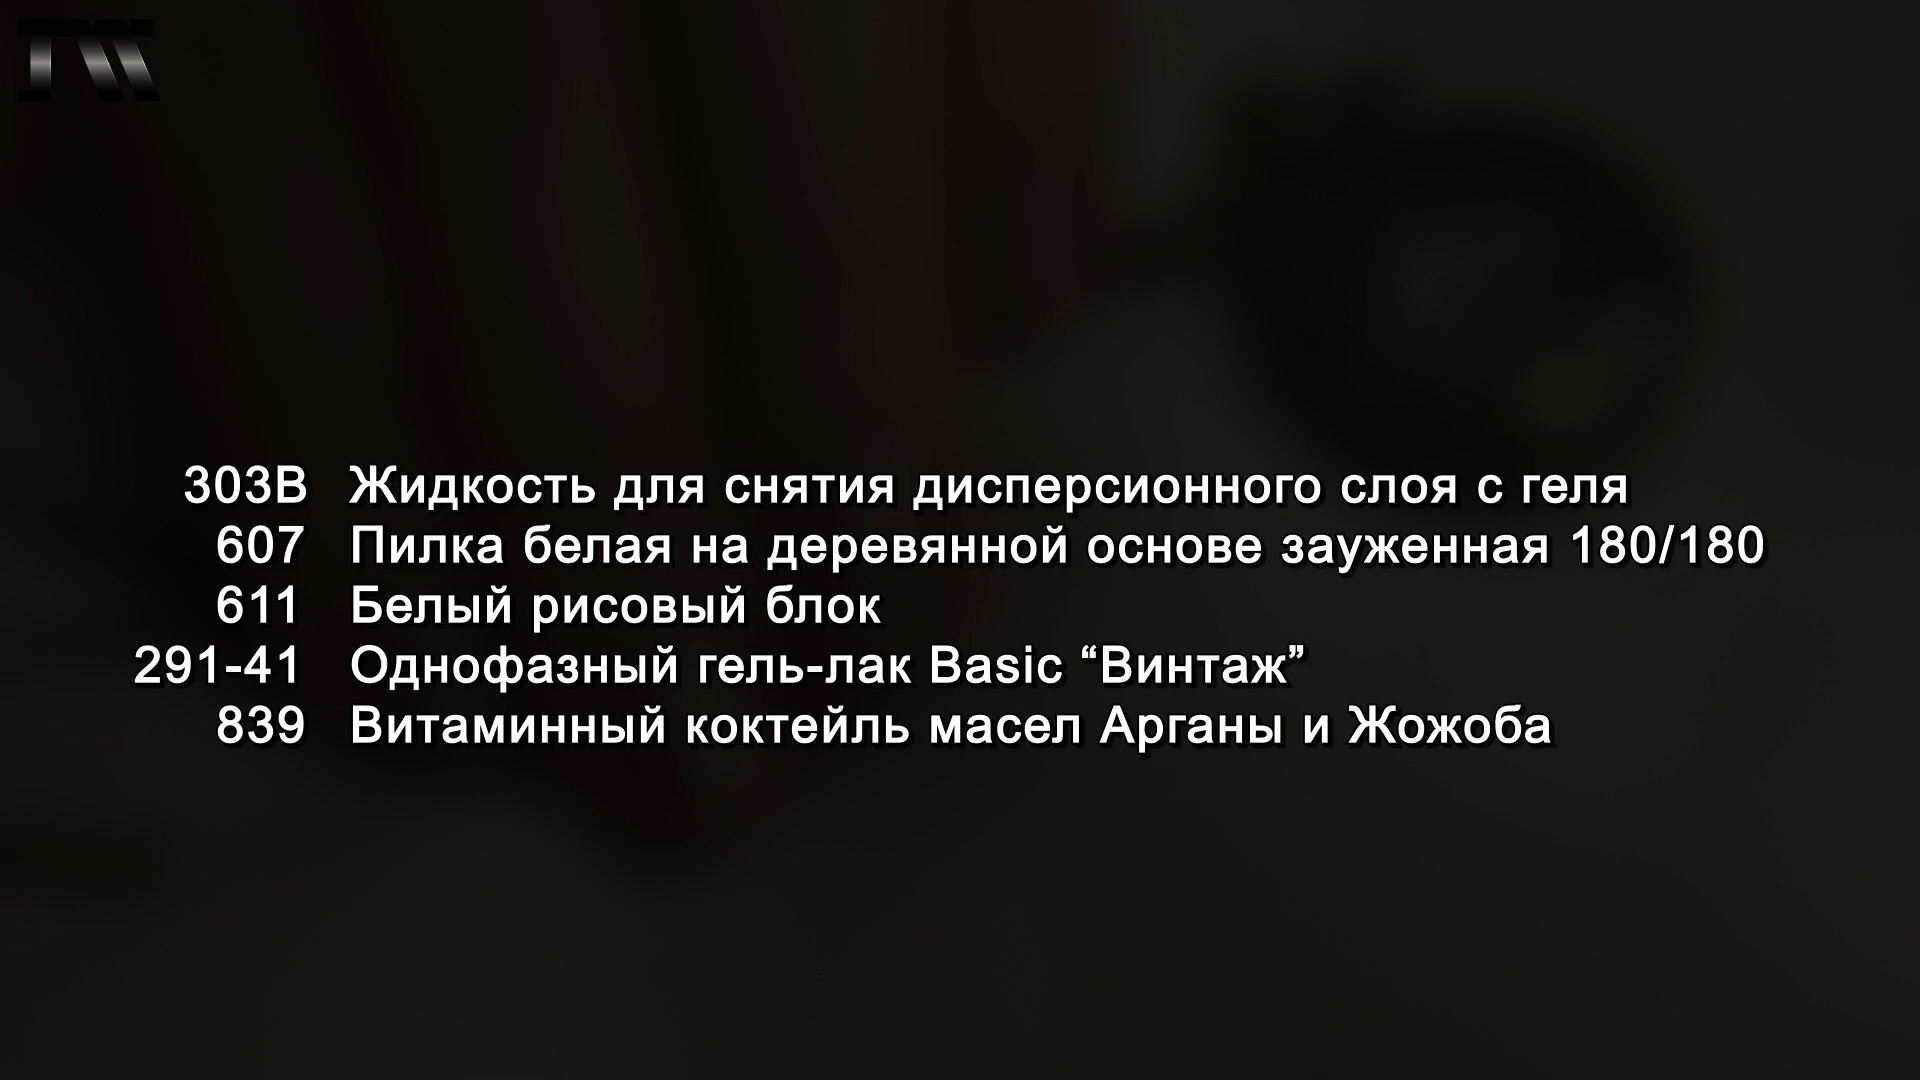 303В Жидкость для снятия дисперсионного слоя с геля
607 Пилка белая на деревянной основе зауженная 180/180
611 Белый рисовый блок
291-41 Однофазный гель-лак Basic “Винтаж”
839 Витаминный коктейль масел Арганы и Жожоба